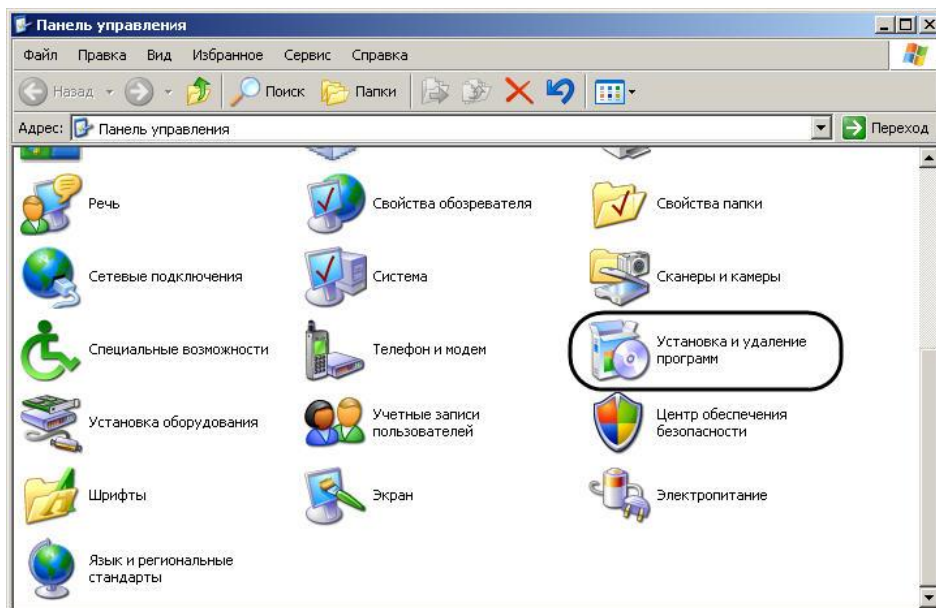 Панель управления
Файл Правка Вид Избранное Сервис Справка
Назад Поиск Папки
Адрес: Панель управления Переход
Речь
Свойства обозревателя
Свойства папки
Сетевые подключения
Система
Сканеры и камеры
Специальные возможности
Телефон и модем
Установка и удаление
программ
Установка оборудования
Учетные записи
пользователей
Центр обеспечения
безопасности
Шрифты
Экран
Электропитание
Язык и региональные
стандарты